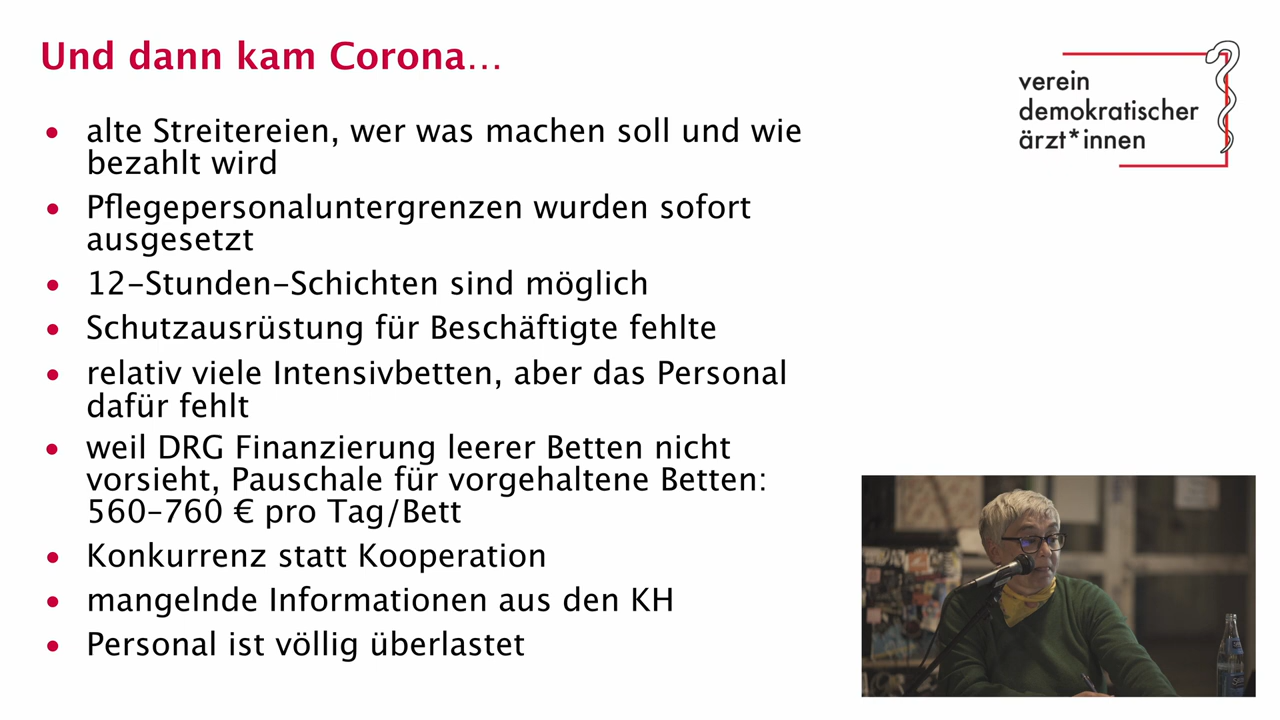 Und dann kam Corona...
verein
demokratischer
ärzt*innen
• alte Streitereien, wer was machen soll und wie
bezahlt wird
• Pflegepersonaluntergrenzen wurden sofort
ausgesetzt
• 12-Stunden-Schichten sind möglich
• Schutzausrüstung für Beschäftigte fehlte
• relativ viele Intensivbetten, aber das Personal
dafür fehlt
• weil DRG Finanzierung leerer Betten nicht
vorsieht, Pauschale für vorgehaltene Betten:
560-760 € pro Tag/Bett
• Konkurrenz statt Kooperation
• mangelnde Informationen aus den KH
• Personal ist völlig überlastet